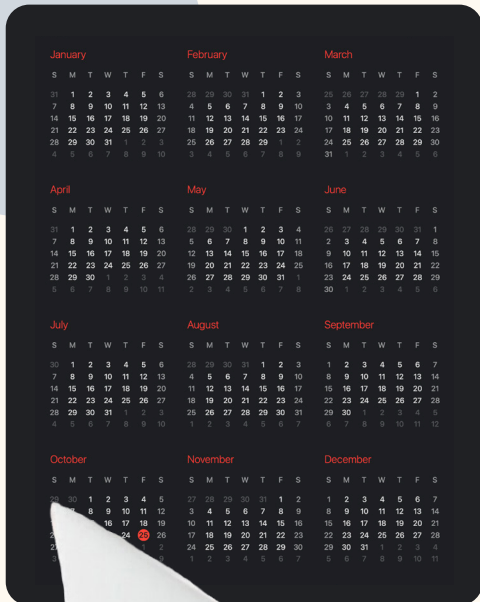 January
S M T W T F S
31 1 2 3 4 5 6
7 8 9 10 11 12 13
14 15 16 17 18 19 20
21 22 23 24 25 26 27
28 29 30 31 1 2 3
4 5 6 7 8 9 10
February
S M T W T F S
28 29 30 31 1 2 3
4 5 6 7 8 9 10
11 12 13 14 15 16 17
18 19 20 21 22 23 24
25 26 27 28 29 1 2
3 4 5 6 7 8 9
March
S M T W T F S
25 26 27 28 29 1 2
3 4 5 6 7 8 9
10 11 12 13 14 15 16
17 18 19 20 21 22 23
24 25 26 27 28 29 30
31 1 2 3 4 5 6
April
S M T W T F S
31 1 2 3 4 5 6
7 8 9 10 11 12 13
14 15 16 17 18 19 20
21 22 23 24 25 26 27
28 29 30 1 2 3 4
5 6 7 8 9 10 11
May
S M T W T F S
28 29 30 1 2 3 4
5 6 7 8 9 10 11
12 13 14 15 16 17 18
19 20 21 22 23 24 25
26 27 28 29 30 31 1
2 3 4 5 6 7 8
June
S M T W T F S
26 27 28 29 30 31 1
2 3 4 5 6 7 8
9 10 11 12 13 14 15
16 17 18 19 20 21 22
23 24 25 26 27 28 29
30 1 2 3 4 5 6
July
S M T W T F S
30 1 2 3 4 5 6
7 8 9 10 11 12 13
14 15 16 17 18 19 20
21 22 23 24 25 26 27
28 29 30 31 1 2 3
4 5 6 7 8 9 10
August
S M T W T F S
28 29 30 31 1 2 3
4 5 6 7 8 9 10
11 12 13 14 15 16 17
18 19 20 21 22 23 24
25 26 27 28 29 30 31
1 2 3 4 5 6 7
September
S M T W T F S
1 2 3 4 5 6 7
8 9 10 11 12 13 14
15 16 17 18 19 20 21
22 23 24 25 26 27 28
29 30 1 2 3 4 5
6 7 8 9 10 11 12
October
S M T W T F S
29 30 1 2 3 4 5
8 9 10 11 12
16 17 18 19
24 25 26
1 2
9
November
S M T W T F S
27 28 29 30 31 1 2
3 4 5 6 7 8 9
10 11 12 13 14 15 16
17 18 19 20 21 22 23
24 25 26 27 28 29 30
1 2 3 4 5 6 7
December
S M T W T F S
1 2 3 4 5 6 7
8 9 10 11 12 13 14
15 16 17 18 19 20 21
22 23 24 25 26 27 28
29 30 31 1 2 3 4
5 6 7 8 9 10 11